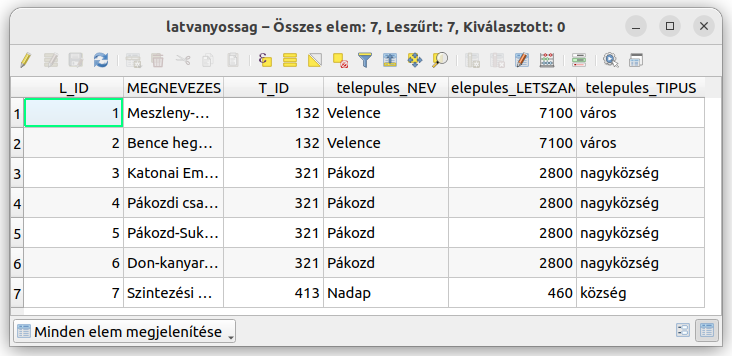 latvanyossag – Összes elem: 7, Leszűrt: 7, Kiválasztott: 0
L_ID MEGNEVEZES T_ID telepules_NEV elepules_LETSZAM telepules_TIPUS
1 1 Meszleny-... 132 Velence 7100 város
2 2 Bence heg... 132 Velence 7100 város
3 3 Katonai Em... 321 Pákozd 2800 nagyközség
4 4 Pákozdi csa... 321 Pákozd 2800 nagyközség
5 5 Pákozd-Suk... 321 Pákozd 2800 nagyközség
6 6 Don-kanyar... 321 Pákozd 2800 nagyközség
7 7 Szintezési ... 413 Nadap 460 község
Minden elem megjelenítése